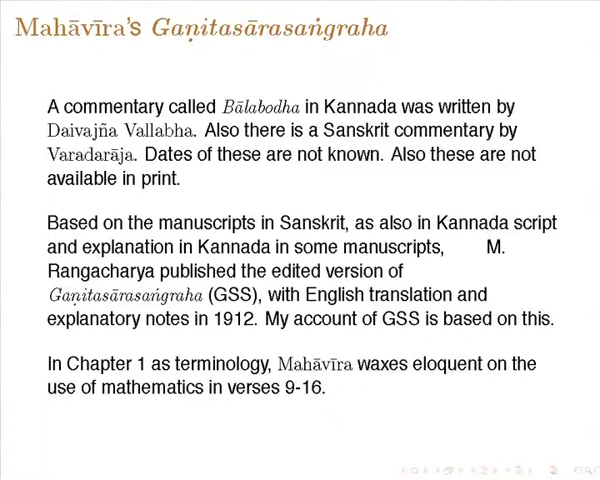 Mahāvīra's Gaṇitasārasaṅgraha
A commentary called Bālabodha in Kannada was written by
Daivajña Vallabha. Also there is a Sanskrit commentary by
Varadarāja. Dates of these are not known. Also these are not
available in print.
Based on the manuscripts in Sanskrit, as also in Kannada script
and explanation in Kannada in some manuscripts, M.
Rangacharya published the edited version of
Gaṇitasārasaṅgraha (GSS), with English translation and
explanatory notes in 1912. My account of GSS is based on this.
In Chapter 1 as terminology, Mahāvīra waxes eloquent on the
use of mathematics in verses 9-16.